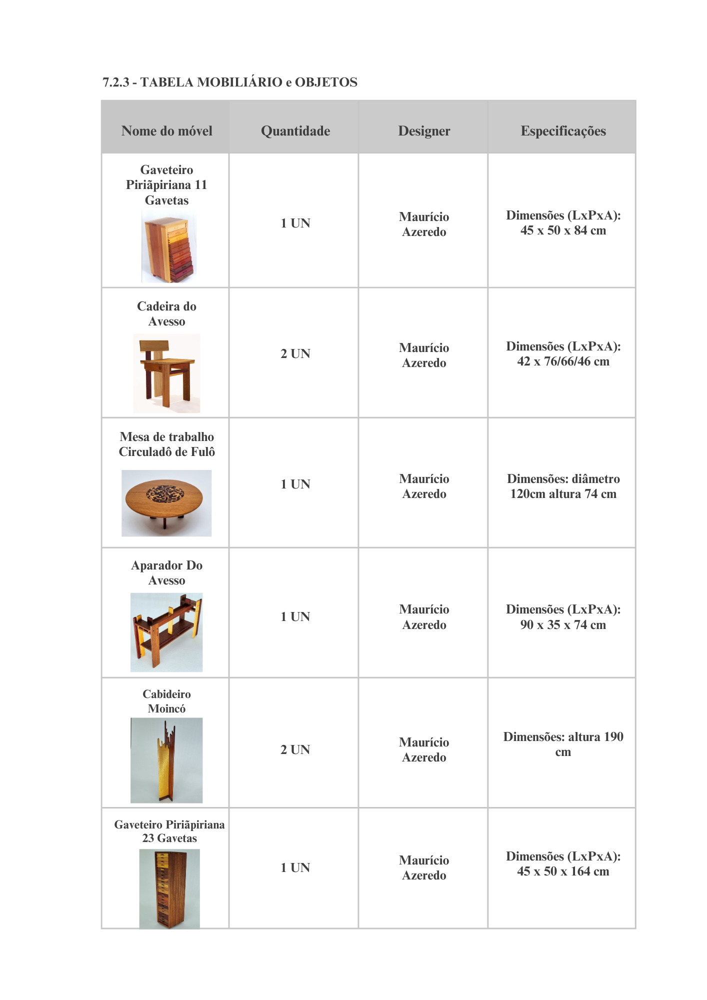 7.2.3 - TABELA MOBILIÁRIO e OBJETOS
Nome do móvel
Quantidade
Designer
Especificações
Gaveteiro
Piriãpiriana 11
Gavetas
1 UN
Maurício
Azeredo
Dimensões (LxPxA):
45 x 50 x 84 cm
Cadeira do
Avesso
2 UN
Maurício
Azeredo
Dimensões (LxPxA):
42 x 76/66/46 cm
Mesa de trabalho
Circuladô de Fulô
1 UN
Maurício
Azeredo
Dimensões: diâmetro
120cm altura 74 cm
Aparador Do
Avesso
1 UN
Maurício
Azeredo
Dimensões (LxPxA):
90 x 35 x 74 cm
Cabideiro
Moincó
2 UN
Maurício
Azeredo
Dimensões: altura 190
cm
Gaveteiro Piriãpiriana
23 Gavetas
1 UN
Maurício
Azeredo
Dimensões (LxPxA):
45 x 50 x 164 cm